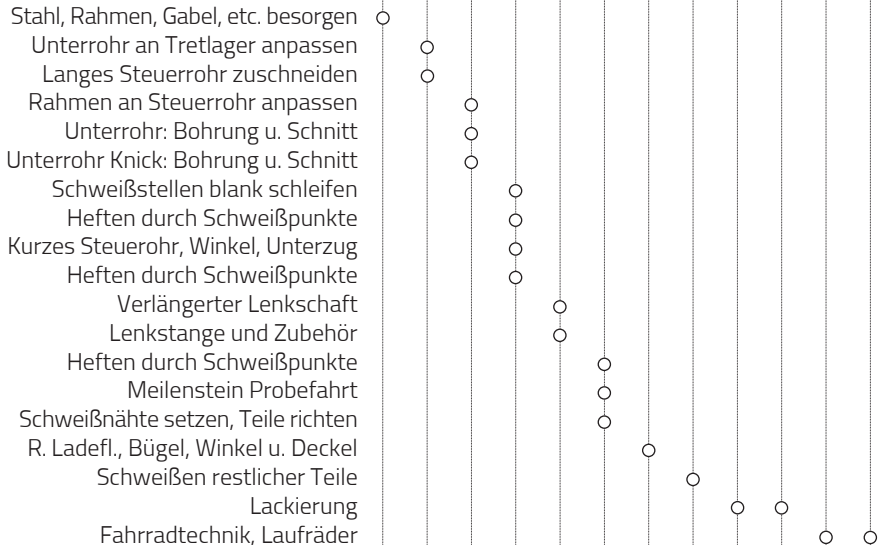 Stahl, Rahmen, Gabel, etc. besorgen
Unterrohr an Tretlager anpassen
Langes Steuerrohr zuschneiden
Rahmen an Steuerrohr anpassen
Unterrohr: Bohrung u. Schnitt
Unterrohr Knick: Bohrung u. Schnitt
Schweißstellen blank schleifen
Heften durch Schweißpunkte
Kurzes Steuerohr, Winkel, Unterzug
Heften durch Schweißpunkte
Verlängerter Lenkschaft
Lenkstange und Zubehör
Heften durch Schweißpunkte
Meilenstein Probefahrt
Schweißnähte setzen, Teile richten
R. Ladefl., Bügel, Winkel u. Deckel
Schweißen restlicher Teile
Lackierung
Fahrradtechnik, Laufräder